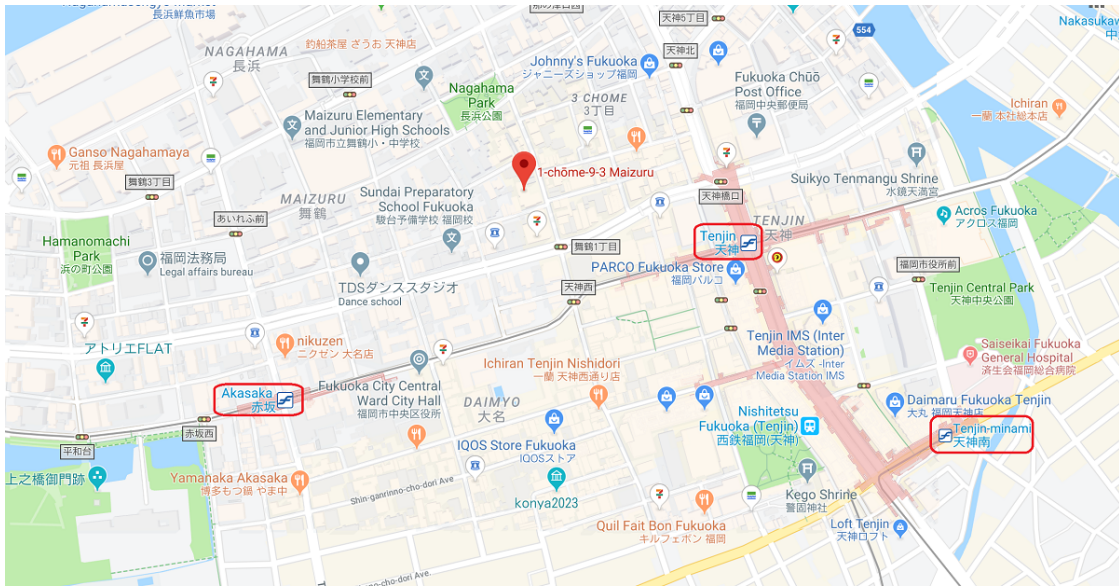 長浜鮮魚市場
天神5丁目
Nakasukaw
NAGAHAMA
長浜
釣船茶屋 ざうお 天神店
天神北
554
Johnny's Fukuoka
ジャニーズショップ福岡
舞鶴小学校前
Nagahama
Park
長浜公園
3 CHOME
3丁目
Fukuoka Chūō
Post Office
福岡中央郵便局
Ichiran
一蘭 本社総本店
Maizuru Elementary
and Junior High Schools
福岡市立舞鶴小・中学校
Ganso Nagahamaya
元祖 長浜屋
舞鶴3丁目
1-chōme-9-3 Maizuru
Suikyo Tenmangu Shrine
水鏡天満宮
天神橋口
MAIZURU
舞鶴
Sundai Preparatory
School Fukuoka
駿台予備学校 福岡校
あいれふ前
Acros Fukuoka
アクロス福岡
TENJIN
天神
Tenjin
天神
Hamanomachi
Park
浜の町公園
福岡法務局
Legal affairs bureau
舞鶴1丁目
PARCO Fukuoka Store
福岡パルコ
福岡市役所前
TDSダンススタジオ
Dance school
天神西
Tenjin Central Park
天神中央公園
アトリエFLAT
nikuzen
ニクゼン 大名店
Tenjin IMS (Inter
Media Station)
イムズ -Inter
Media Station IMS
Saiseikai Fukuoka
General Hospital
済生会福岡総合病院
Ichiran Tenjin Nishidori
一蘭 天神西通り店
Akasaka
赤坂
Fukuoka City Central
Ward City Hall
福岡市中央区役所
DAIMYO
大名
Daimaru Fukuoka Tenjin
大丸 福岡天神店
Nishitetsu
Fukuoka (Tenjin)
西鉄福岡(天神)
Tenjin-minami
天神南
赤坂西
平和台
IQOS Store Fukuoka
IQOSストア
上之橋御門跡
Yamanaka Akasaka
博多もつ鍋 やま中
Shin-ganrinno-cho-dori Ave
konya2023
Kego Shrine
警固神社
Quil Fait Bon Fukuoka
キルフェボン 福岡
Loft Tenjin
天神ロフト
Kokutai-dōro Ave.